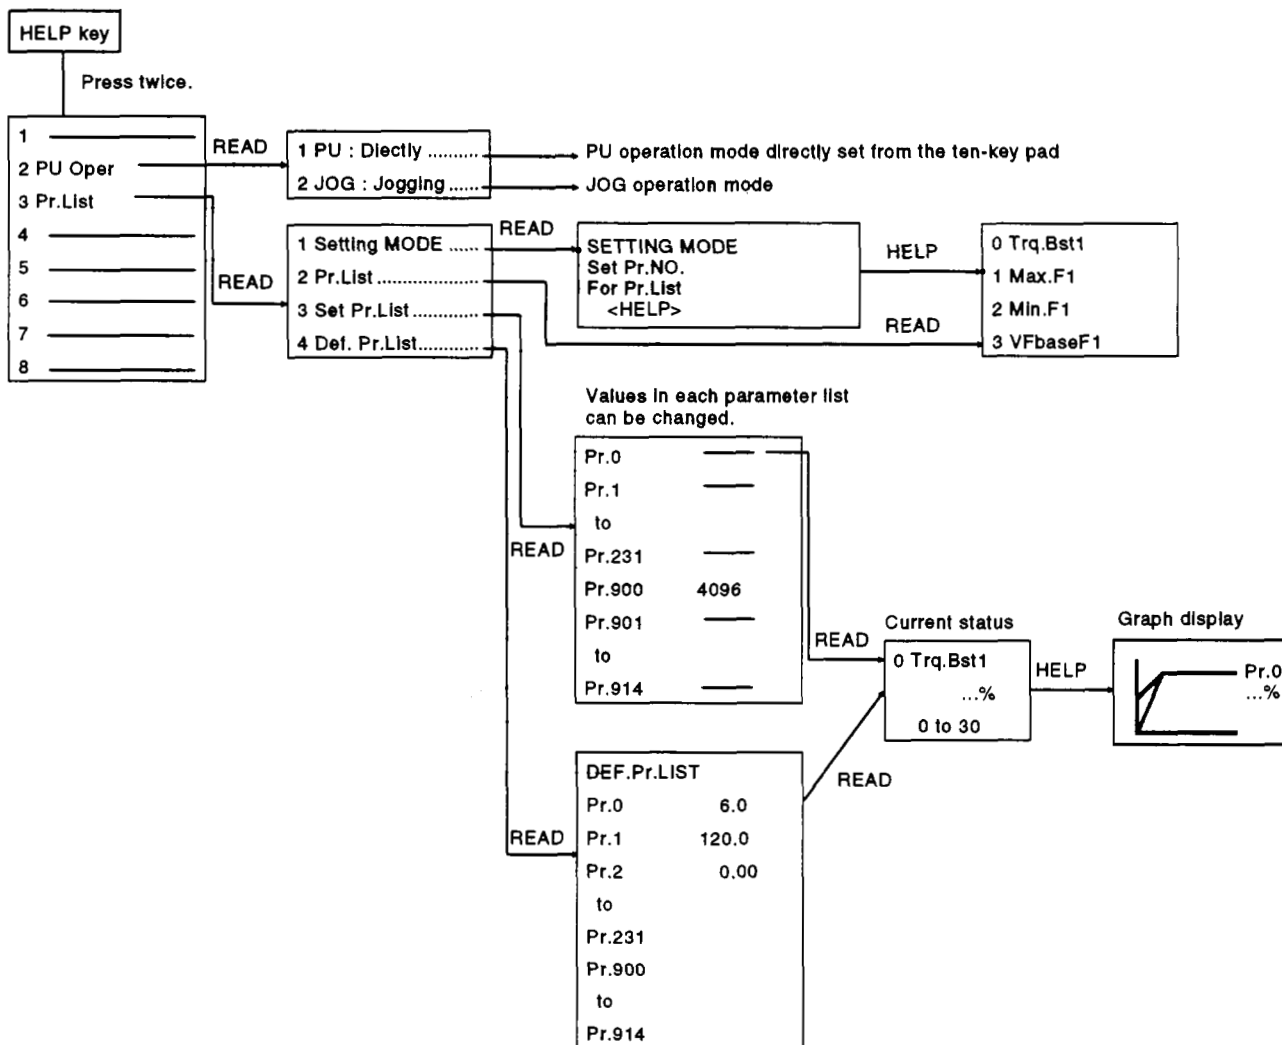 HELP key
Press twice.
1
2 PU Oper
3 Pr.List
4
5
6
7
8
READ
1 PU : Diectly ..........
2 JOG : Jogging ......
PU operation mode directly set from the ten-key pad
JOG operation mode
READ
1 Setting MODE ......
2 Pr.List ..................
3 Set Pr.List .............
4 Def. Pr.List............
READ
SETTING MODE
Set Pr.NO.
For Pr.List
<HELP>
HELP
READ
0 Trq.Bst1
1 Max.F1
2 Min.F1
3 VFbaseF1
Values in each parameter list
can be changed.
READ
Pr.0
Pr.1
to
Pr.231
Pr.900 4096
Pr.901
to
Pr.914
READ
Current status
0 Trq.Bst1
...%
0 to 30
HELP
Graph display
Pr.0
...%
READ
READ
DEF.Pr.LIST
Pr.0 6.0
Pr.1 120.0
Pr.2 0.00
to
Pr.231
Pr.900
to
Pr.914